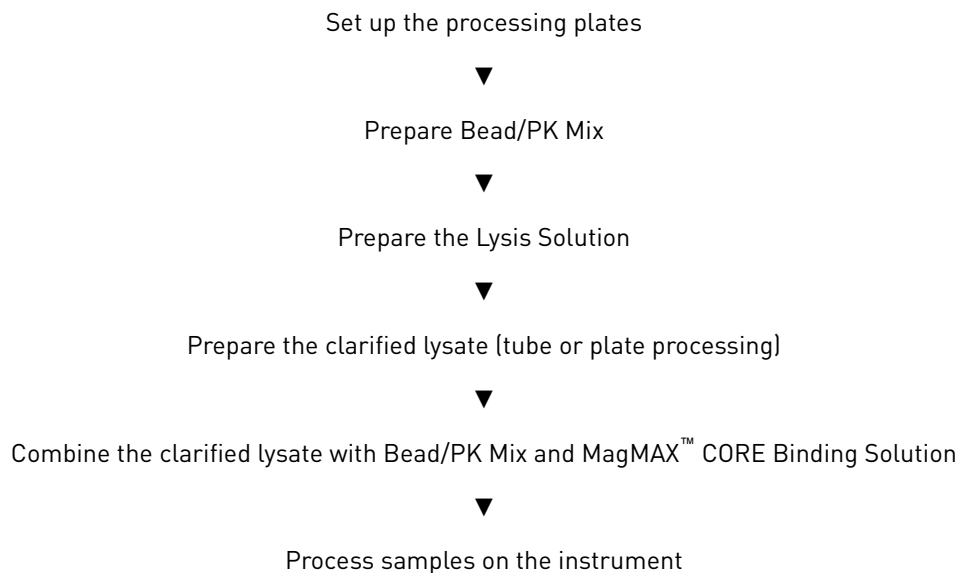 Set up the processing plates
▼
Prepare Bead/PK Mix
▼
Prepare the Lysis Solution
▼
Prepare the clarified lysate (tube or plate processing)
▼
Combine the clarified lysate with Bead/PK Mix and MagMAX™ CORE Binding Solution
▼
Process samples on the instrument